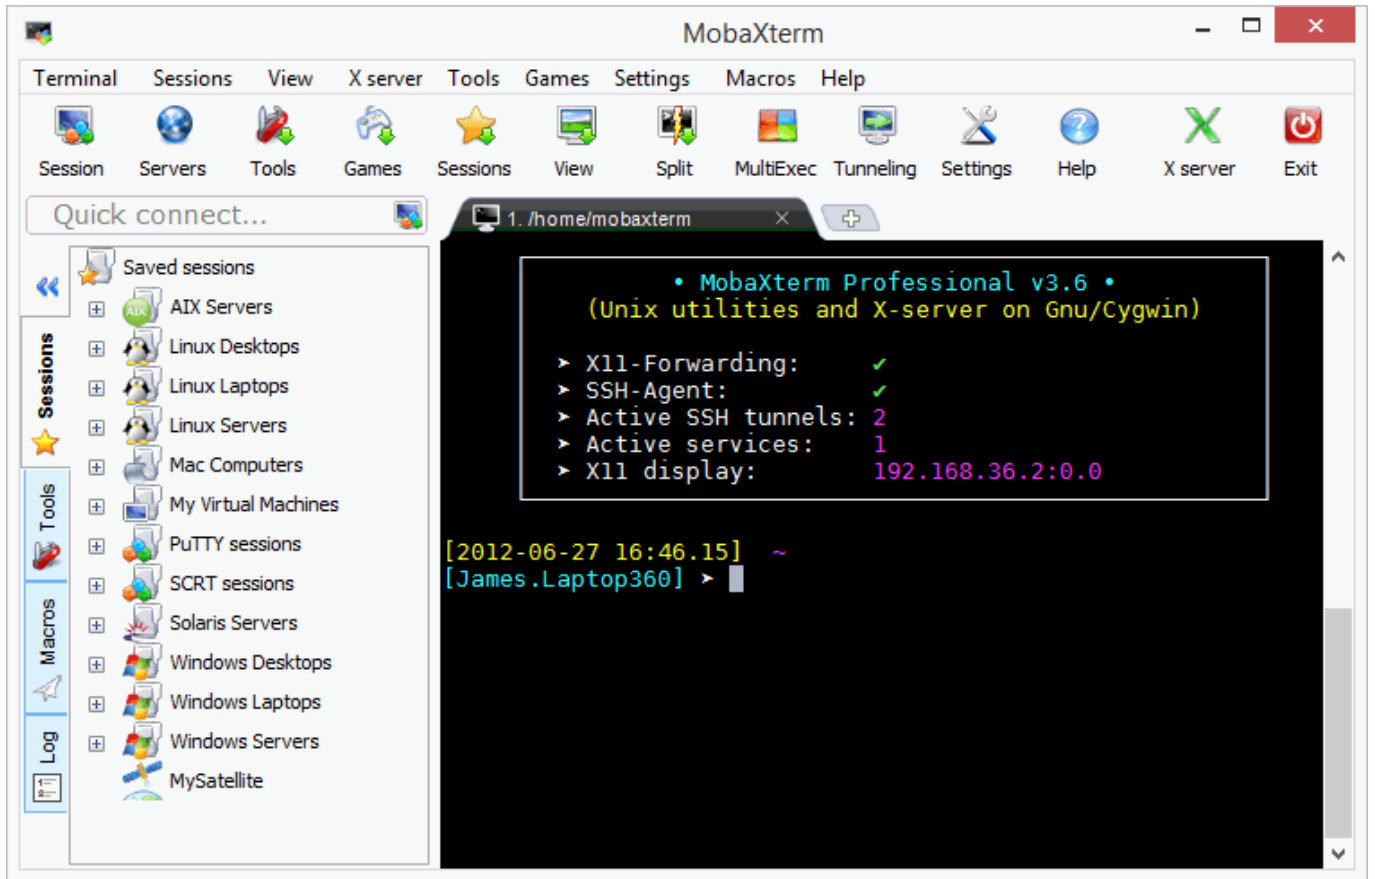 MobaXterm
Terminal Sessions View X server Tools Games Settings Macros Help
Session Servers Tools Games Sessions View Split MultiExec Tunneling Settings Help X server Exit
Quick connect...
1. /home/mobaxterm
Sessions
Tools
Macros
Log
Saved sessions
AIX Servers
Linux Desktops
Linux Laptops
Linux Servers
Mac Computers
My Virtual Machines
PuTTY sessions
SCRT sessions
Solaris Servers
Windows Desktops
Windows Laptops
Windows Servers
MySatellite
• MobaXterm Professional v3.6 •
(Unix utilities and X-server on Gnu/Cygwin)
➤ X11-Forwarding: ✔
➤ SSH-Agent: ✔
➤ Active SSH tunnels: 2
➤ Active services: 1
➤ X11 display: 192.168.36.2:0.0
[2012-06-27 16:46.15] ~
[James.Laptop360] ➤